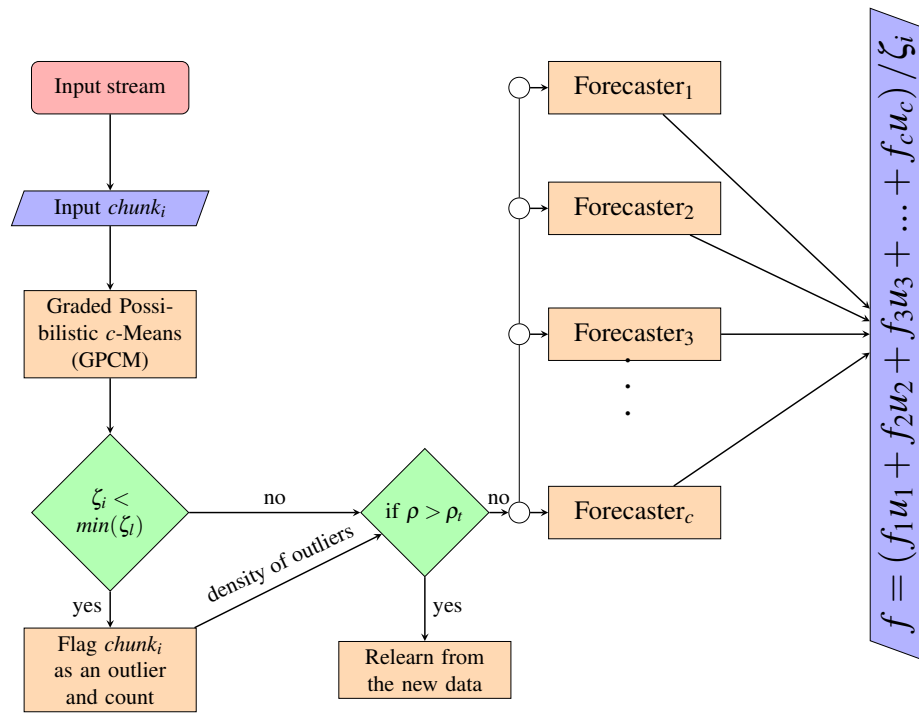 Input stream
Input chunkᵢ
Graded Possi-
bilistic c-Means
(GPCM)
ζᵢ <
min(ζₗ)
no
yes
Flag chunkᵢ
as an outlier
and count
density of outliers
if ρ > ρₜ
no
yes
Relearn from
the new data
Forecaster₁
Forecaster₂
Forecaster₃
.
.
.
Forecaster_c
f = (f₁u₁ + f₂u₂ + f₃u₃ + ... + f_cu_c) / ζᵢ